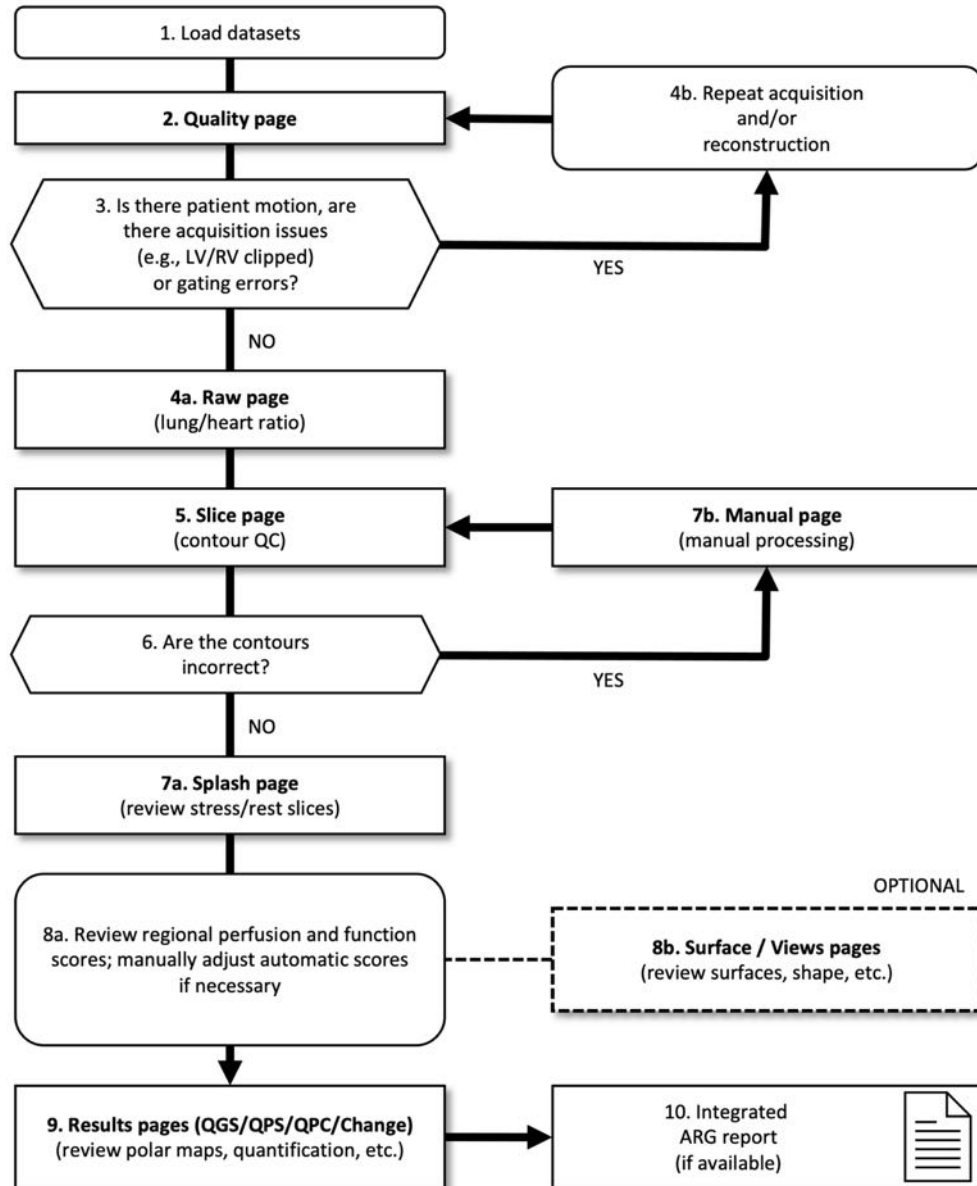 1. Load datasets
2. Quality page
4b. Repeat acquisition
and/or
reconstruction
3. Is there patient motion, are
there acquisition issues
(e.g., LV/RV clipped)
or gating errors?
YES
NO
4a. Raw page
(lung/heart ratio)
5. Slice page
(contour QC)
7b. Manual page
(manual processing)
6. Are the contours
incorrect?
YES
NO
7a. Splash page
(review stress/rest slices)
OPTIONAL
8a. Review regional perfusion and function
scores; manually adjust automatic scores
if necessary
8b. Surface / Views pages
(review surfaces, shape, etc.)
9. Results pages (QGS/QPS/QPC/Change)
(review polar maps, quantification, etc.)
10. Integrated
ARG report
(if available)